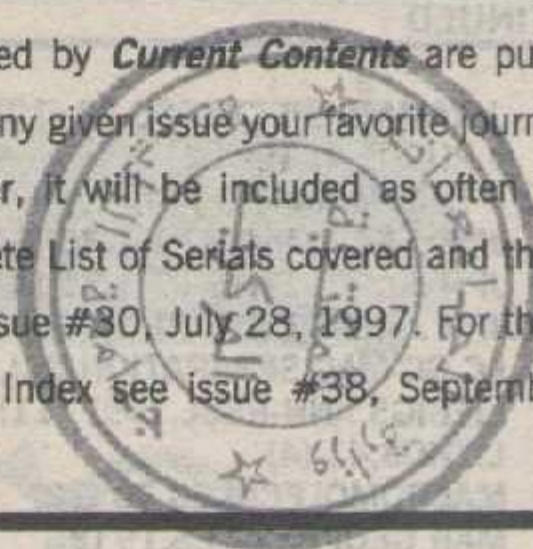 ed by Current Contents are pu
ny given issue your favorite journ
r, it will be included as often
ete List of Serials covered and th
sue #30, July 28, 1997. For th
Index see issue #38, Septemb